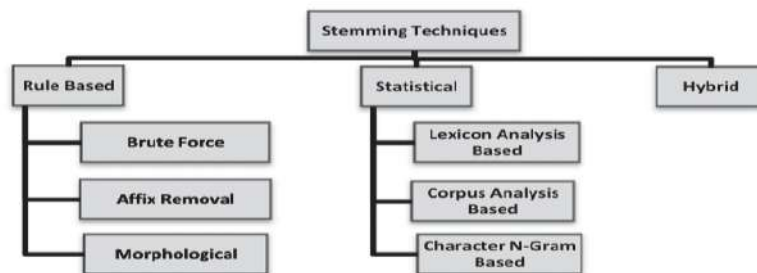 Stemming Techniques
Rule Based
Statistical
Hybrid
Brute Force
Affix Removal
Morphological
Lexicon Analysis
Based
Corpus Analysis
Based
Character N-Gram
Based